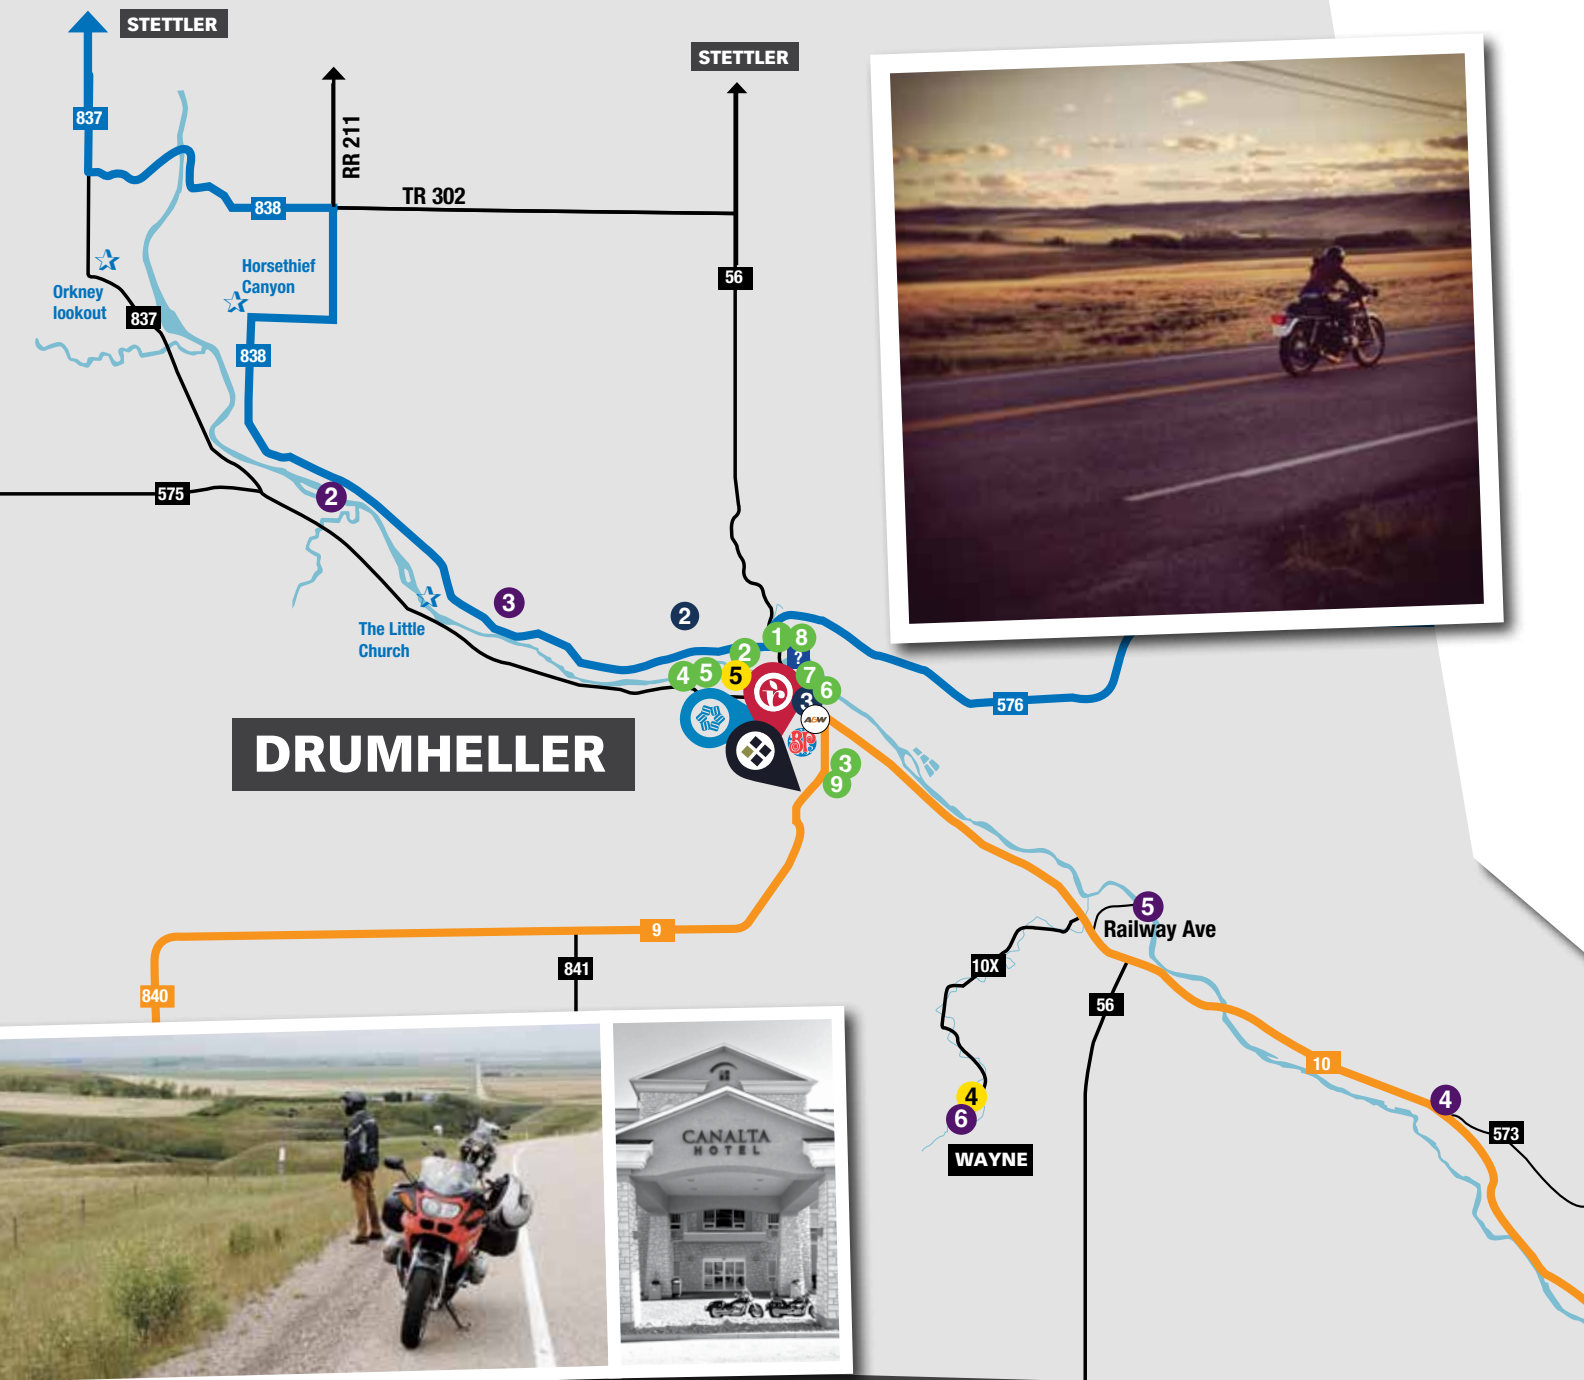 STETTLER
STETTLER
837
RR 211
TR 302
838
Horsethief
Canyon
56
Orkney
lookout
837
838
575
2
3
The Little
Church
2
1
8
2
?
4
5
5
7
6
3
A&W
576
BP
DRUMHELLER
3
9
5
Railway Ave
9
10X
841
840
56
10
4
6
4
573
WAYNE
CANALTA
HOTEL